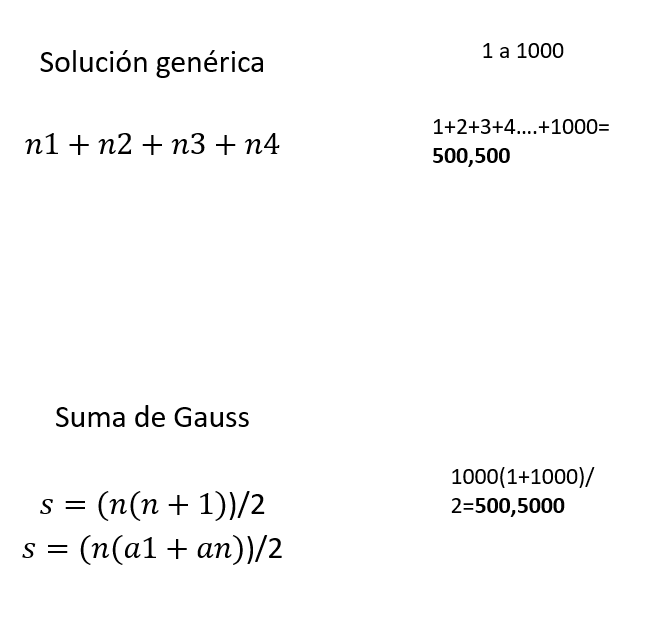 Solución genérica
1 a 1000
n1 + n2 + n3 + n4
1+2+3+4….+1000=
500,500
Suma de Gauss
s = (n(n + 1))/2
s = (n(a1 + an))/2
1000(1+1000)/
2=500,5000